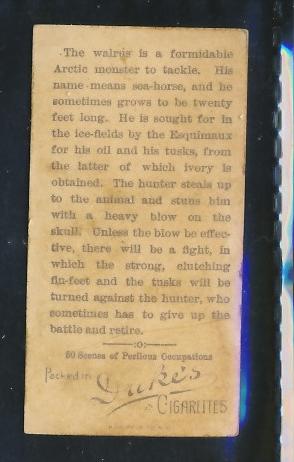 The walrus is a formidable
Arctic monster to tackle. His
name means sea-horse, and he
sometimes grows to be twenty
feet long. He is sought for in
the ice-fields by the Esquimaux
for his oil and his tusks, from
the latter of which ivory is
obtained. The hunter steals up
to the animal and stuns him
with a heavy blow on the
skull. Unless the blow be effec-
tive, there will be a fight, in
which the strong, clutching
fin-feet and the tusks will be
turned against the hunter, who
sometimes has to give up the
battle and retire.
50 Scenes of Perilous Occupations
Packed in
Duke's
CIGARETTES